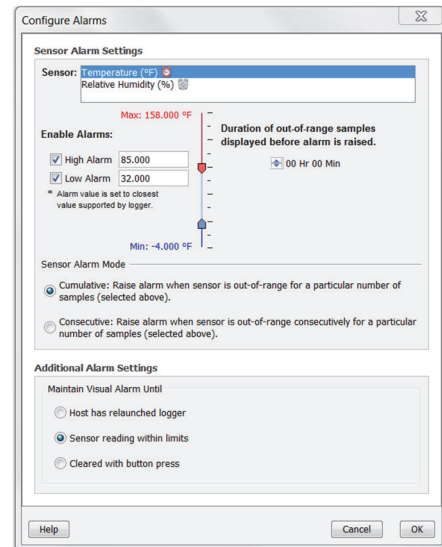 Configure Alarms
Sensor Alarm Settings
Sensor: Temperature (°F)
Relative Humidity (%)
Max: 158.000 °F
Enable Alarms:
Duration of out-of-range samples
displayed before alarm is raised.
High Alarm 85.000
00 Hr 00 Min
Low Alarm 32.000
* Alarm value is set to closest
value supported by logger.
Min: -4.000 °F
Sensor Alarm Mode
Cumulative: Raise alarm when sensor is out-of-range for a particular number of
samples (selected above).
Consecutive: Raise alarm when sensor is out-of-range consecutively for a particular
number of samples (selected above).
Additional Alarm Settings
Maintain Visual Alarm Until
Host has relaunched logger
Sensor reading within limits
Cleared with button press
Help Cancel OK